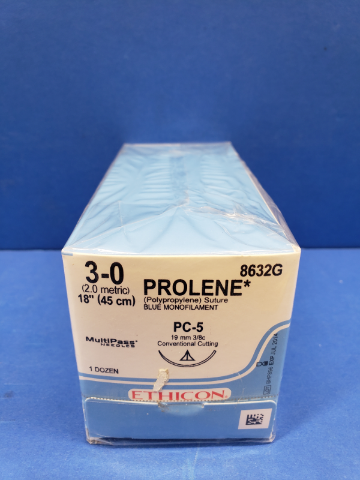 3-0
(2.0 metric)
18" (45 cm)
PROLENE*
8632G
(Polypropylene) Suture
BLUE MONOFILAMENT
PC-5
19 mm 3/8c
Conventional Cutting
MultiPass*
NEEDLES
1 DOZEN
ETHICON